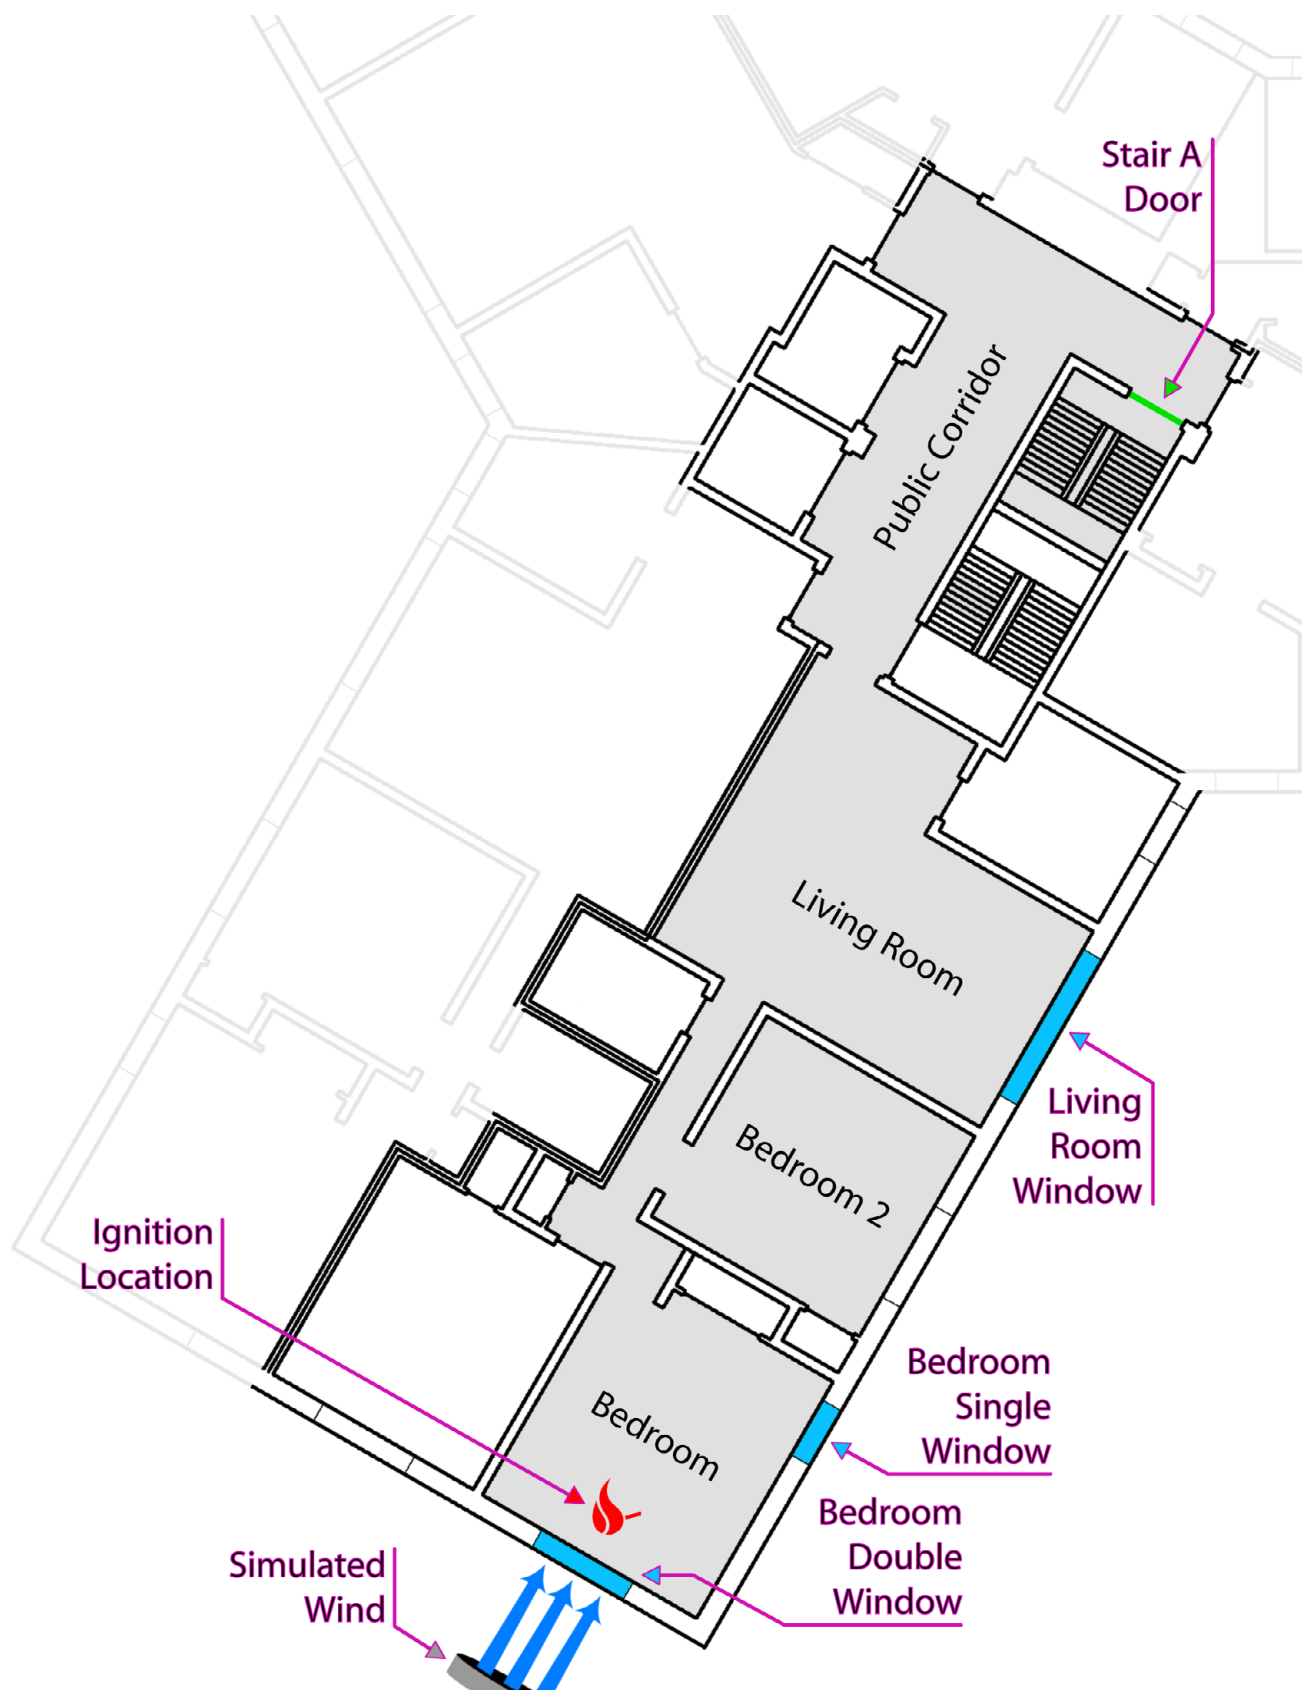 Stair A
Door
Public Corridor
Living Room
Living
Room
Window
Bedroom 2
Ignition
Location
Bedroom
Single
Window
Bedroom
Bedroom
Double
Window
Simulated
Wind